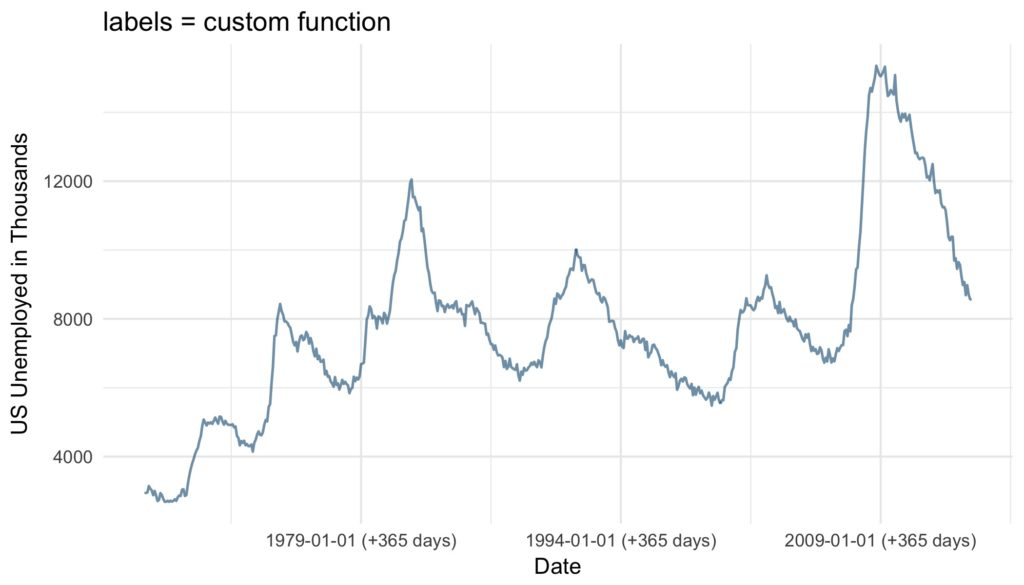 labels = custom function
US Unemployed in Thousands
12000
8000
4000
1979-01-01 (+365 days)
1994-01-01 (+365 days)
2009-01-01 (+365 days)
Date